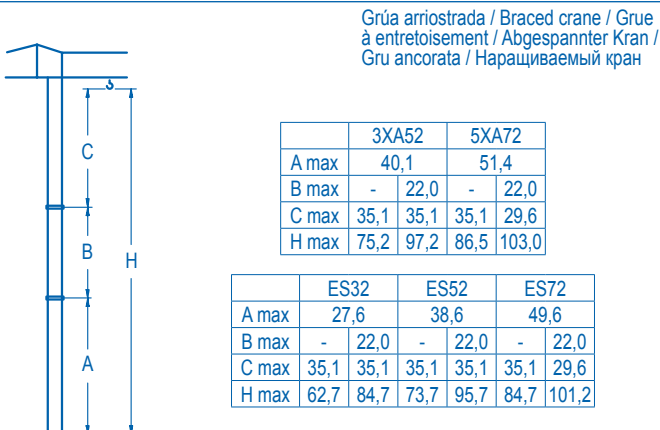 Grúa arriostrada / Braced crane / Grue
à entretoisement / Abgespannter Kran /
Gru ancorata / Наращиваемый кран
C
B
H
A
3XA52 5XA72
A max 40,1 51,4
B max - 22,0 - 22,0
C max 35,1 35,1 35,1 29,6
H max 75,2 97,2 86,5 103,0
ES32 ES52 ES72
A max 27,6 38,6 49,6
B max - 22,0 - 22,0 - 22,0
C max 35,1 35,1 35,1 35,1 35,1 29,6
H max 62,7 84,7 73,7 95,7 84,7 101,2